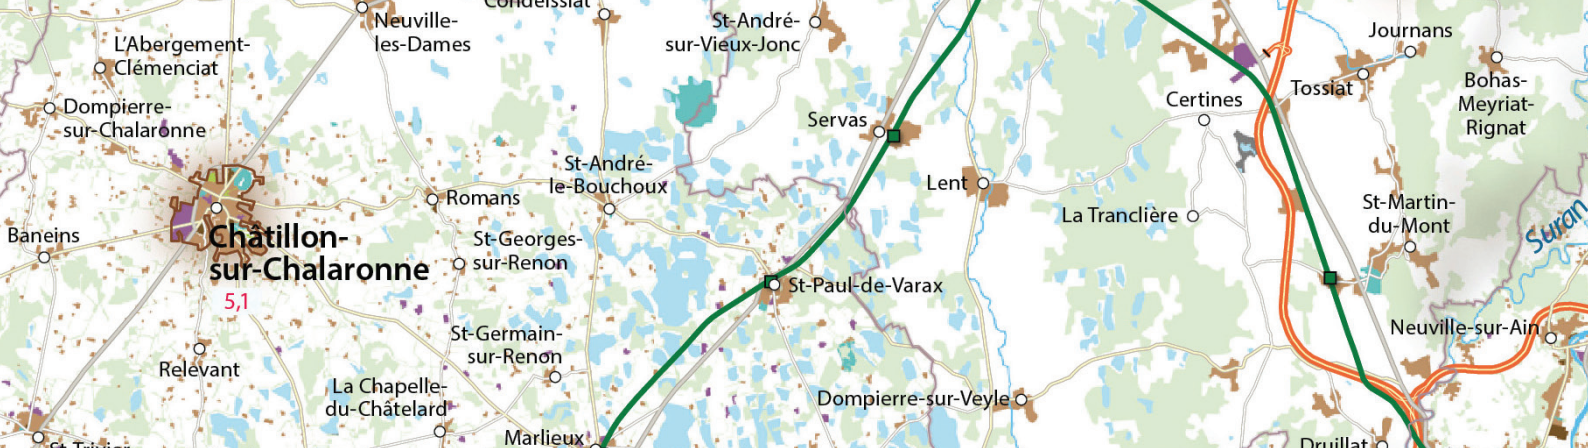 Condeissiat
Neuville-
les-Dames
St-André-
sur-Vieux-Jonc
Journans
L'Abergement-
Clémenciat
Bohas-
Meyriat-
Rignat
Tossiat
Certines
Dompierre-
sur-Chalaronne
Servas
St-André-
le-Bouchoux
Romans
Lent
La Tranclière
St-Martin-
du-Mont
Suran
Baneins
Châtillon-
sur-Chalaronne
5,1
St-Georges-
sur-Renon
St-Paul-de-Varax
St-Germain-
sur-Renon
Neuville-sur-Ain
Relevant
La Chapelle-
du-Châtelard
Dompierre-sur-Veyle
Marlieux
St-Trivier
Druillat